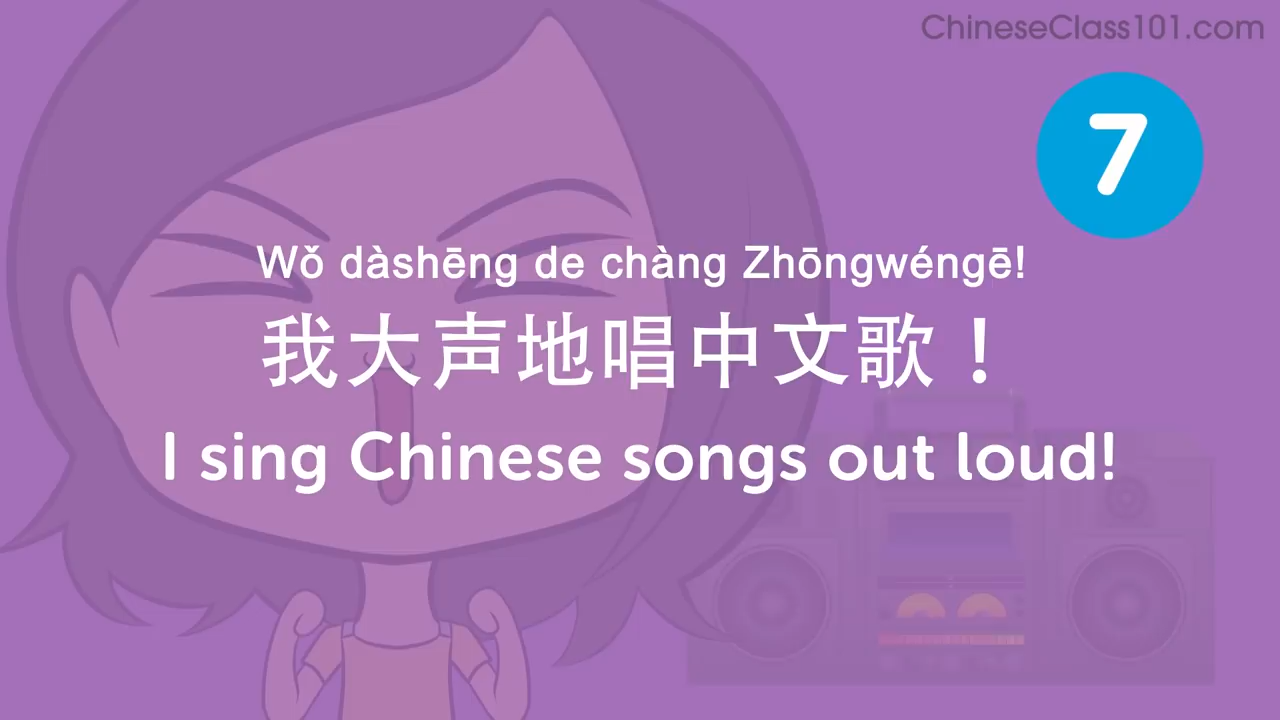 ChineseClass101.com
7
Wǒ dàshēng de chàng Zhōngwéngē!
我大声地唱中文歌！
I sing Chinese songs out loud!